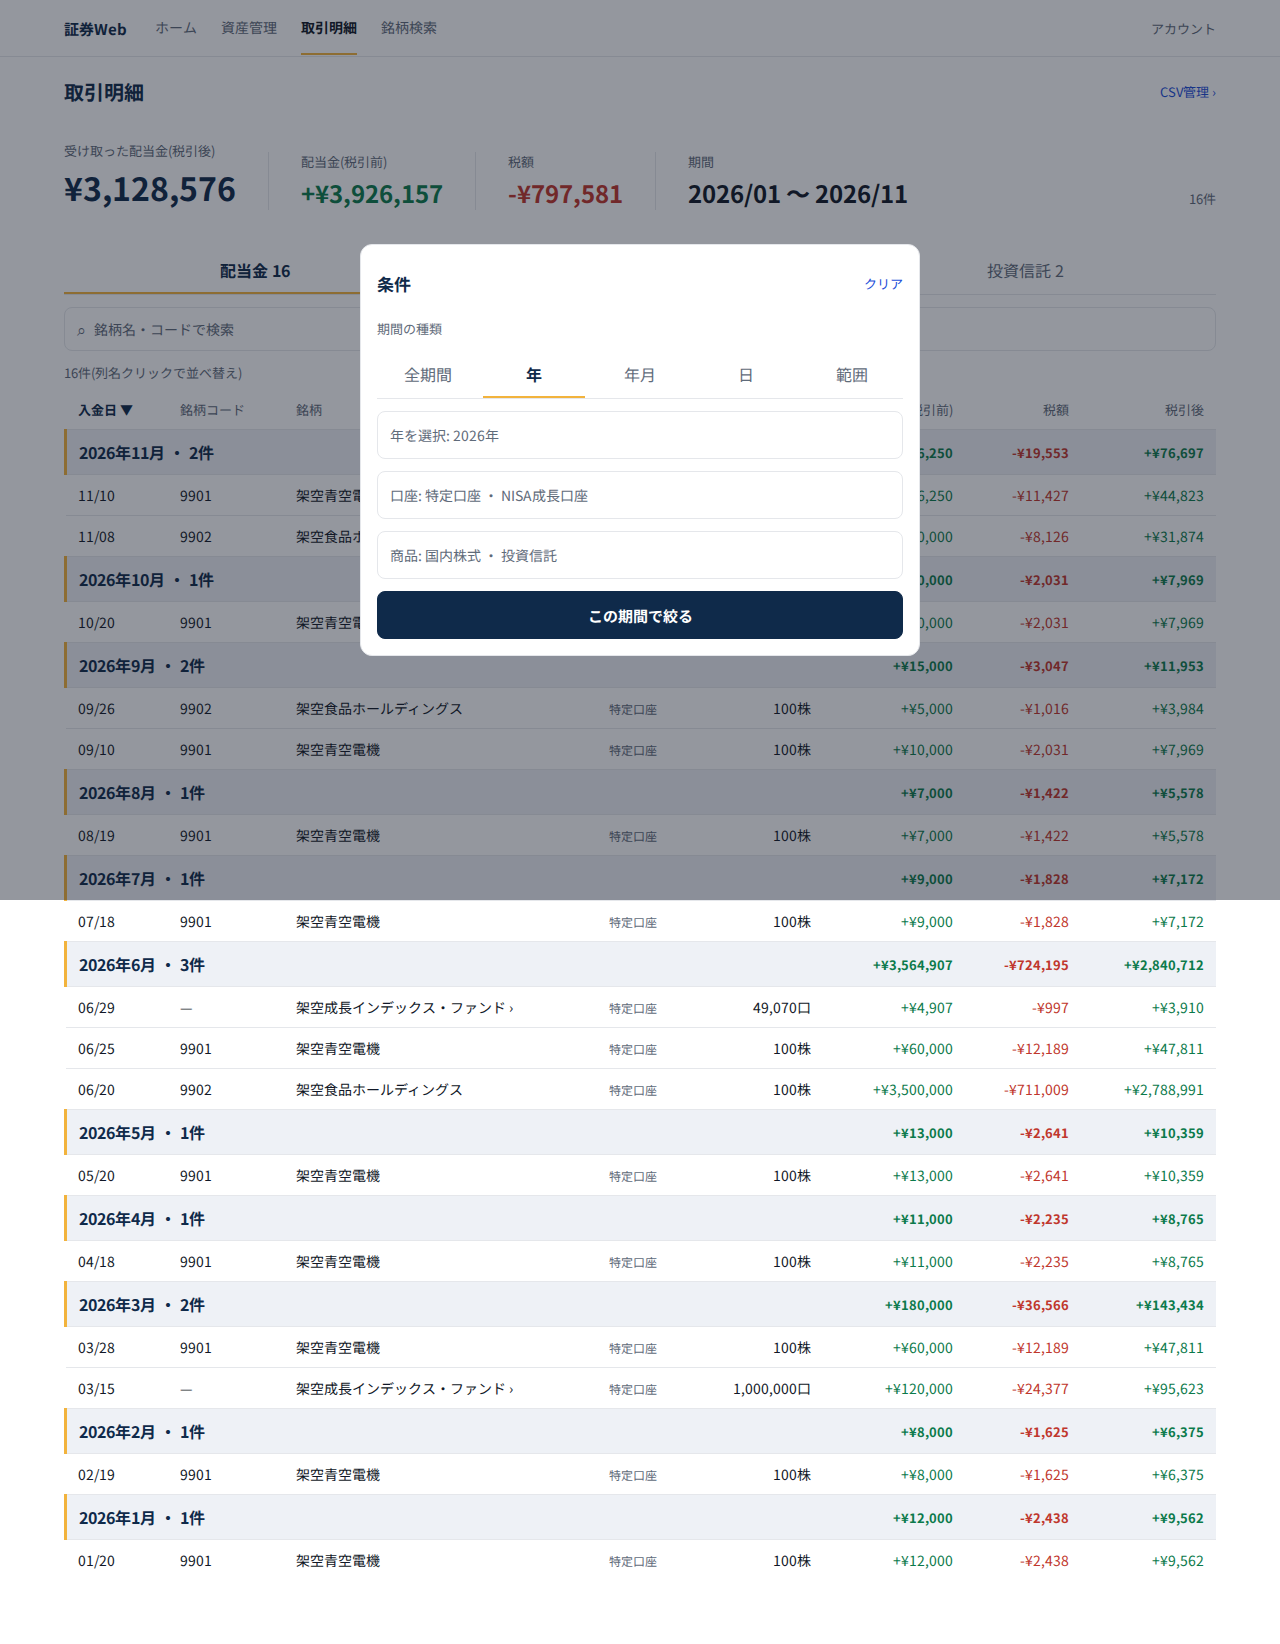 証券Web ホーム 資産管理 取引明細 銘柄検索 アカウント
取引明細 CSV管理 ›
受け取った配当金(税引後) 配当金(税引前) 税額 期間
¥3,128,576 +¥3,926,157 -¥797,581 2026/01 〜 2026/11 16件
配当金 16 投資信託 2
⌕ 銘柄名・コードで検索
16件(列名クリックで並べ替え)
条件 クリア
期間の種類
全期間 年 年月 日 範囲
年を選択: 2026年
口座: 特定口座 ・ NISA成長口座
商品: 国内株式 ・ 投資信託
この期間で絞る
入金日▼ 銘柄コード 銘柄 引前) 税額 税引後
2026年11月 ・ 2件 6,250 -¥19,553 +¥76,697
11/10 9901 架空青空電 6,250 -¥11,427 +¥44,823
11/08 9902 架空食品ホ 0,000 -¥8,126 +¥31,874
2026年10月 ・ 1件 0,000 -¥2,031 +¥7,969
10/20 9901 架空青空電 0,000 -¥2,031 +¥7,969
2026年9月 ・ 2件 +¥15,000 -¥3,047 +¥11,953
09/26 9902 架空食品ホールディングス 特定口座 100株 +¥5,000 -¥1,016 +¥3,984
09/10 9901 架空青空電機 特定口座 100株 +¥10,000 -¥2,031 +¥7,969
2026年8月 ・ 1件 +¥7,000 -¥1,422 +¥5,578
08/19 9901 架空青空電機 特定口座 100株 +¥7,000 -¥1,422 +¥5,578
2026年7月 ・ 1件 +¥9,000 -¥1,828 +¥7,172
07/18 9901 架空青空電機 特定口座 100株 +¥9,000 -¥1,828 +¥7,172
2026年6月 ・ 3件 +¥3,564,907 -¥724,195 +¥2,840,712
06/29 — 架空成長インデックス・ファンド › 特定口座 49,070口 +¥4,907 -¥997 +¥3,910
06/25 9901 架空青空電機 特定口座 100株 +¥60,000 -¥12,189 +¥47,811
06/20 9902 架空食品ホールディングス 特定口座 100株 +¥3,500,000 -¥711,009 +¥2,788,991
2026年5月 ・ 1件 +¥13,000 -¥2,641 +¥10,359
05/20 9901 架空青空電機 特定口座 100株 +¥13,000 -¥2,641 +¥10,359
2026年4月 ・ 1件 +¥11,000 -¥2,235 +¥8,765
04/18 9901 架空青空電機 特定口座 100株 +¥11,000 -¥2,235 +¥8,765
2026年3月 ・ 2件 +¥180,000 -¥36,566 +¥143,434
03/28 9901 架空青空電機 特定口座 100株 +¥60,000 -¥12,189 +¥47,811
03/15 — 架空成長インデックス・ファンド › 特定口座 1,000,000口 +¥120,000 -¥24,377 +¥95,623
2026年2月 ・ 1件 +¥8,000 -¥1,625 +¥6,375
02/19 9901 架空青空電機 特定口座 100株 +¥8,000 -¥1,625 +¥6,375
2026年1月 ・ 1件 +¥12,000 -¥2,438 +¥9,562
01/20 9901 架空青空電機 特定口座 100株 +¥12,000 -¥2,438 +¥9,562